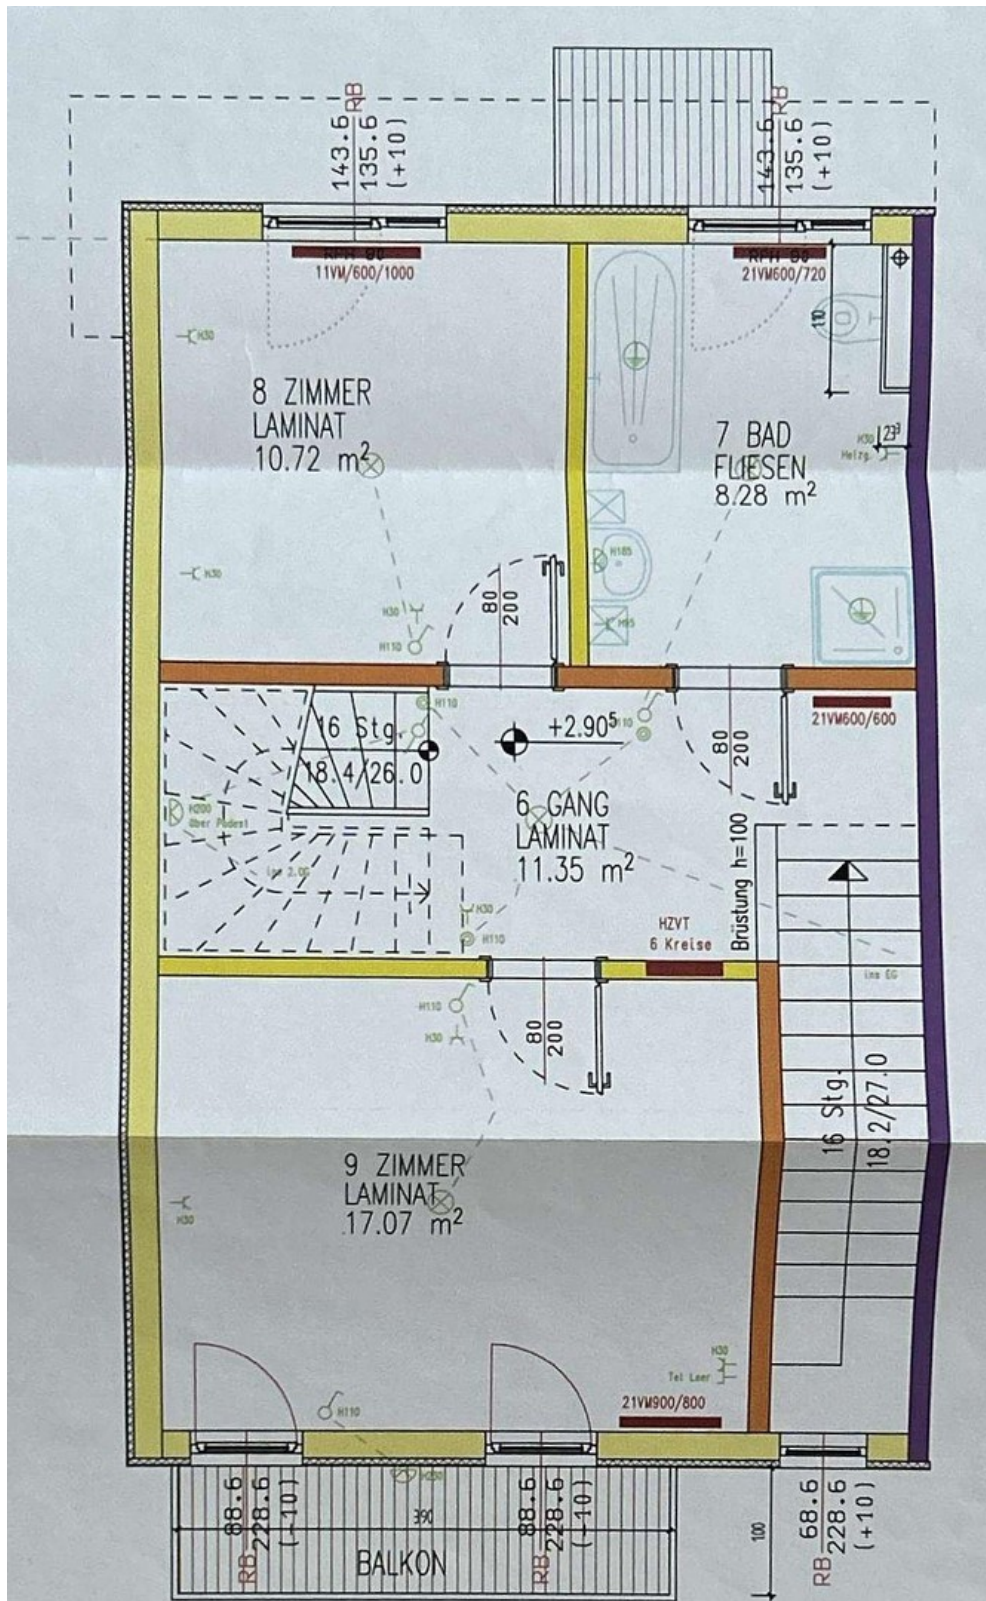 RB
143.6
135.6
(+10)
RB
143.6
135.6
(+10)
RPH 90
11VM/600/1000
RPH 90
21VM600/720
110
H30
8 ZIMMER
LAMINAT
10.72 m²
7 BAD
FLIESEN
8.28 m²
H30
Heizg.
23³
H30
H185
H95
H30
H110
80
200
H110
16 Stg.
18.4/26.0
+2.90⁵
H110
80
200
21VM600/600
H200
über Podest
ins 2.OG
6 GANG
LAMINAT
11.35 m²
Brüstung h=100
H30
H110
HZVT
6 Kreise
ins EG
H110
H30
80
200
16 Stg.
18.2/27.0
9 ZIMMER
LAMINAT
17.07 m²
H30
H30
Tel Leer
21VM900/800
H110
RB
88.6
228.6
(-10)
390
RB
88.6
228.6
(-10)
100
RB
68.6
228.6
(+10)
BALKON